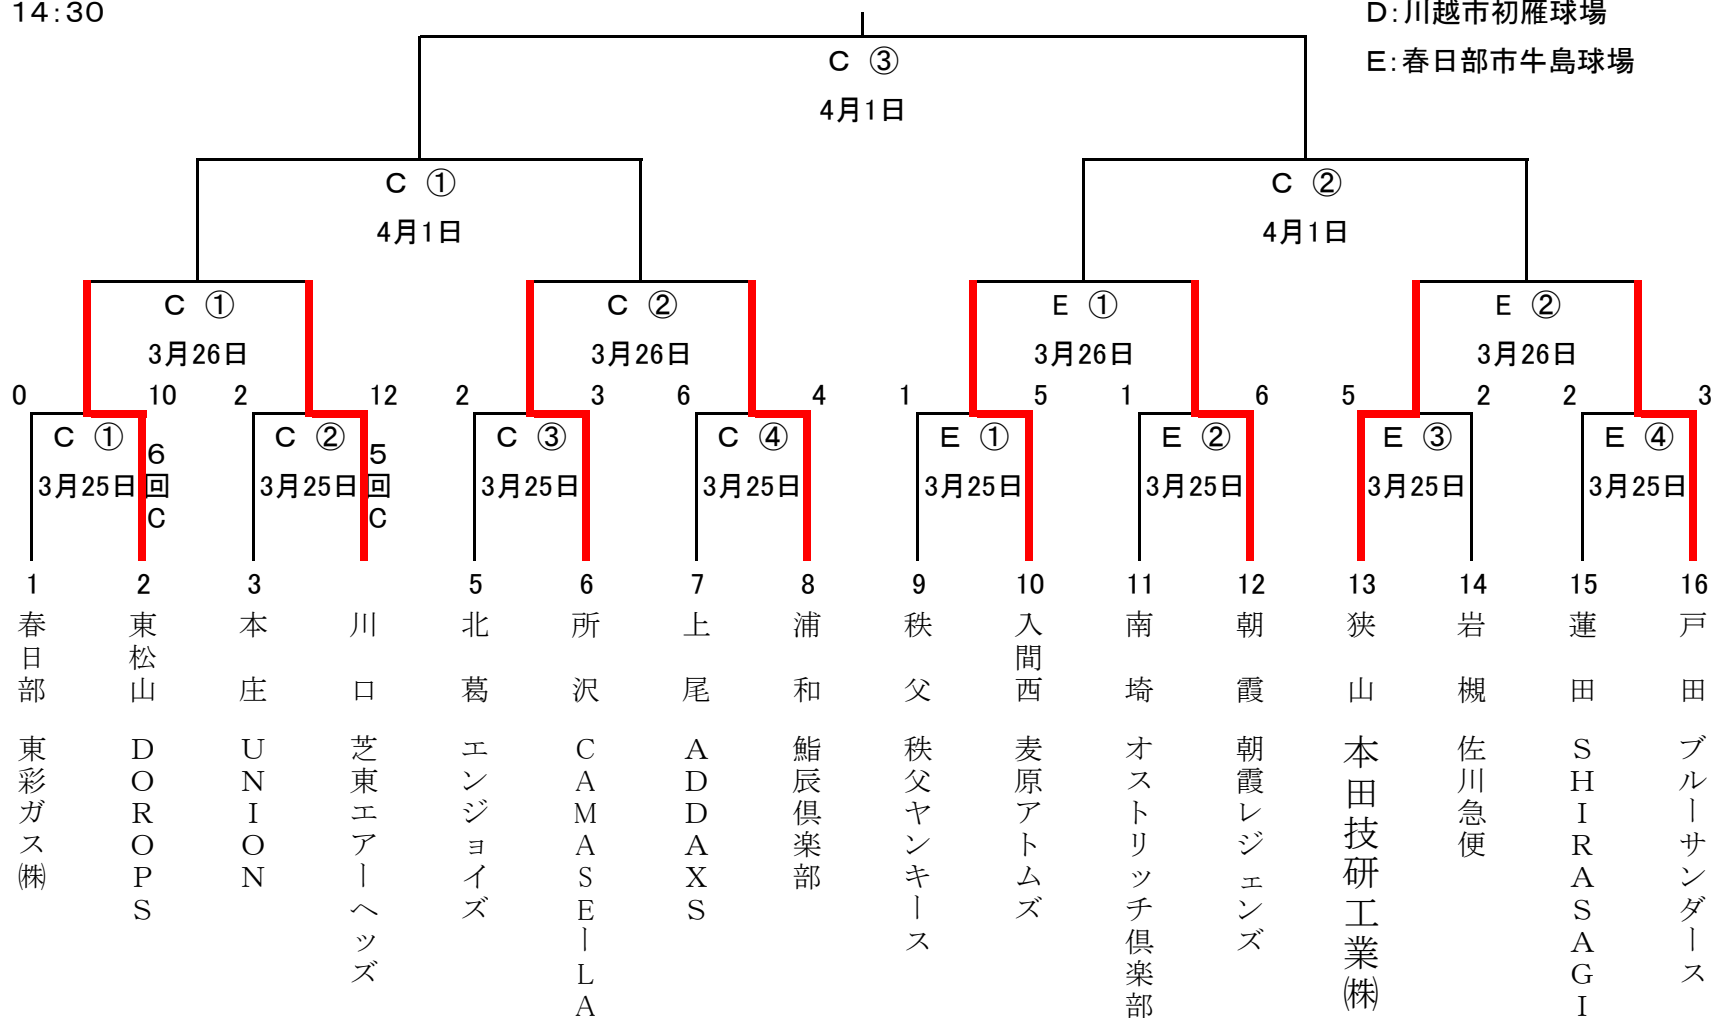 14:30
D:川越市初雁球場
E:春日部市牛島球場
C ③
4月1日
C ①
4月1日
C ②
4月1日
C ①
3月26日
C ②
3月26日
E ①
3月26日
E ②
3月26日
0 10 2 12 2 3 6 4 1 5 1 6 5 2 2 3
C ①
3月25日
6回C
C ②
3月25日
5回C
C ③
3月25日
C ④
3月25日
E ①
3月25日
E ②
3月25日
E ③
3月25日
E ④
3月25日
1 2 3 5 6 7 8 9 10 11 12 13 14 15 16
春日部 東彩ガス㈱
東松山 DOROPS
本庄 UNION
川口 芝東エアーヘッズ
北葛 エンジョイズ
所沢 CAMASEーLA
上尾 ADDAXS
浦和 鮨辰倶楽部
秩父 秩父ヤンキース
入間西 麦原アトムズ
南埼 オストリッチ倶楽部
朝霞 朝霞レジェンズ
狭山 本田技研工業㈱
岩槻 佐川急便
蓮田 SHIRASAGI
戸田 ブルーサンダース